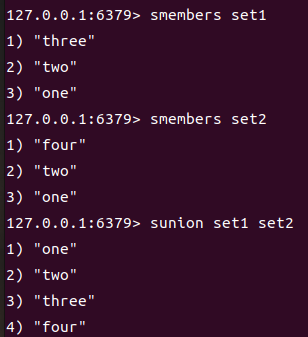 127.0.0.1:6379> smembers set1
1) "three"
2) "two"
3) "one"
127.0.0.1:6379> smembers set2
1) "four"
2) "two"
3) "one"
127.0.0.1:6379> sunion set1 set2
1) "one"
2) "two"
3) "three"
4) "four"